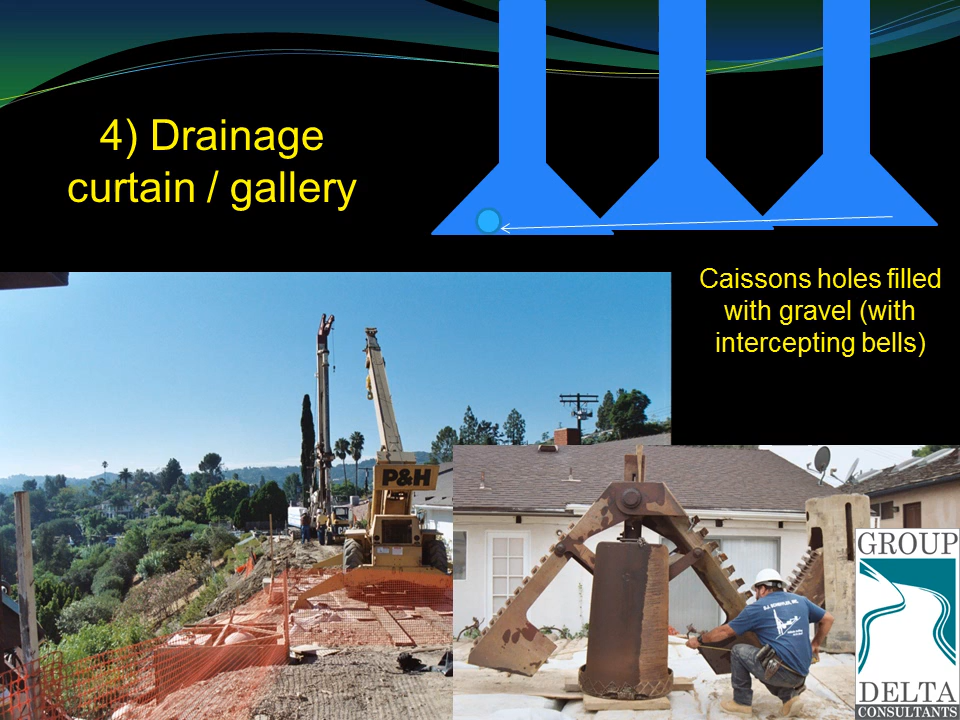 4) Drainage
curtain / gallery
Caissons holes filled
with gravel (with
intercepting bells)
P&H
GROUP
DELTA
CONSULTANTS